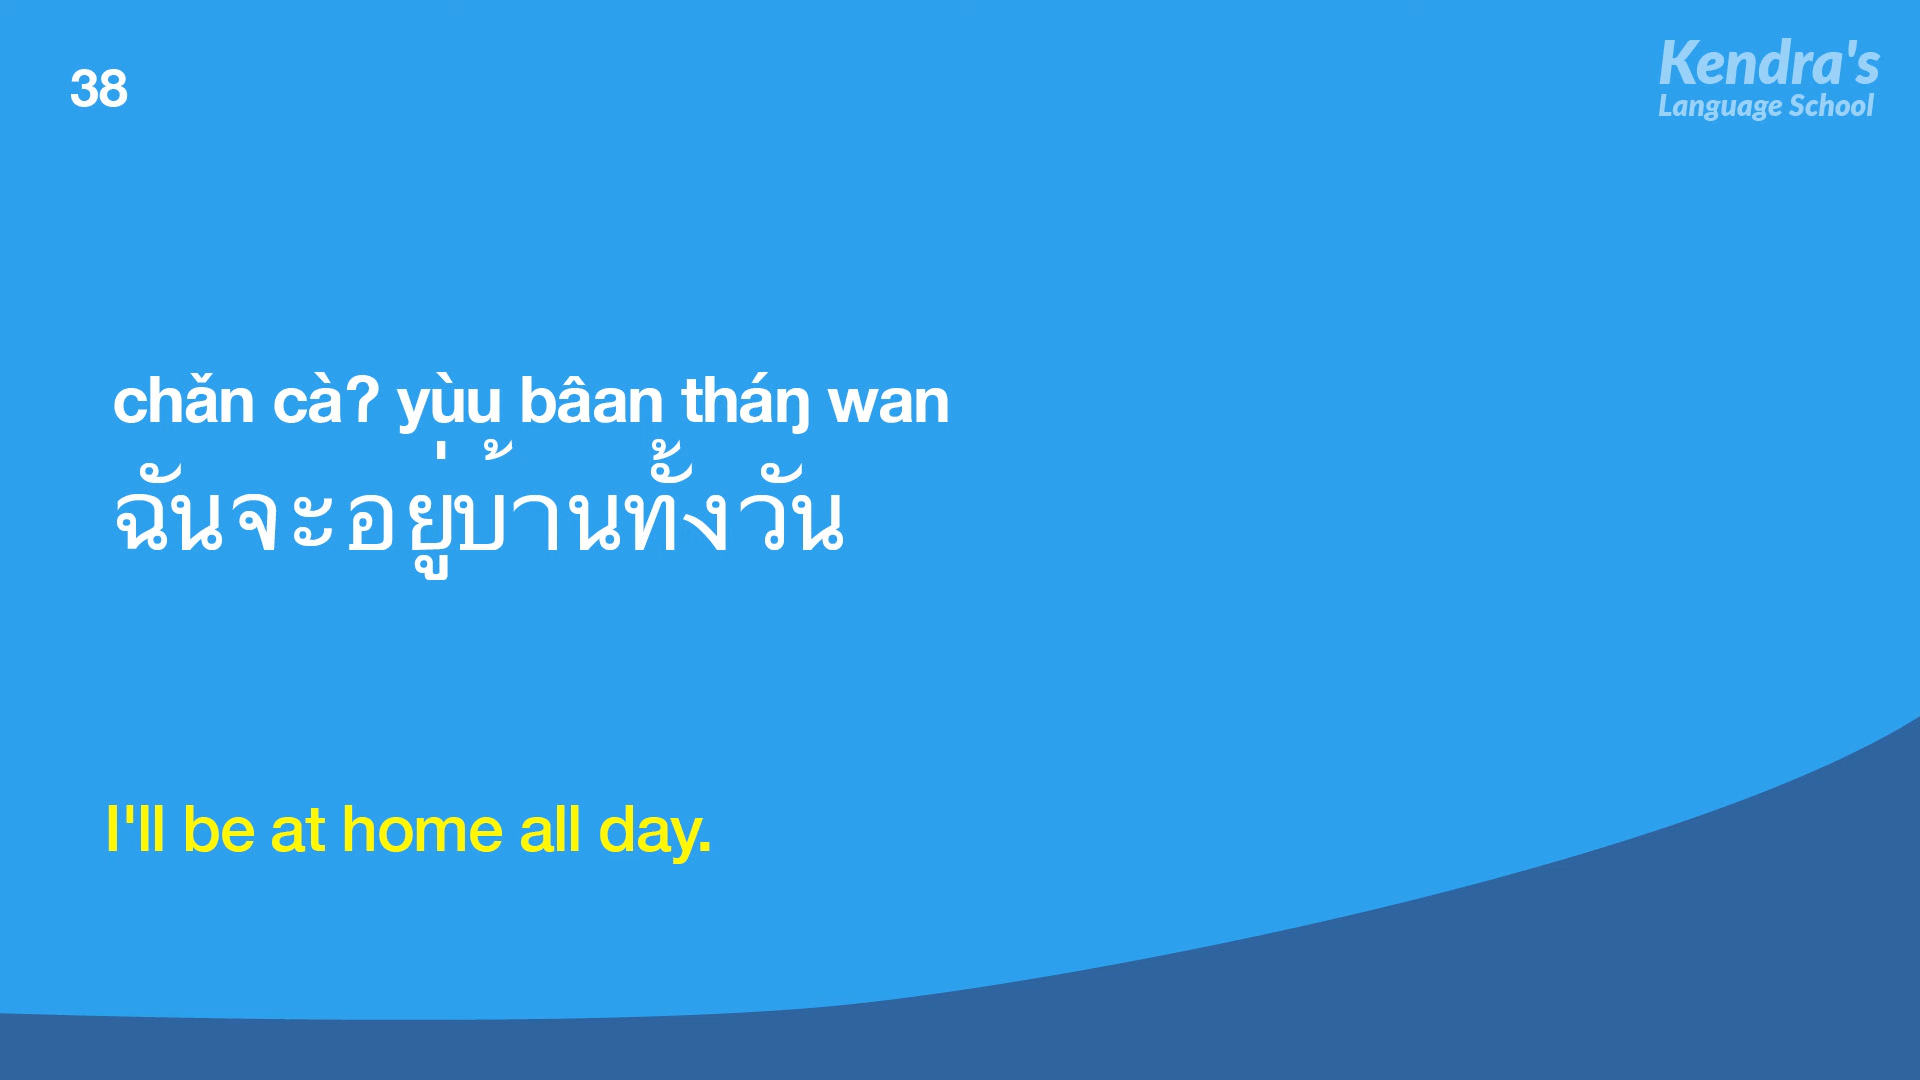 38
Kendra's
Language School
chǎn càʔ yùu bâan tháŋ wan
ฉันจะอยู่บ้านทั้งวัน
I'll be at home all day.